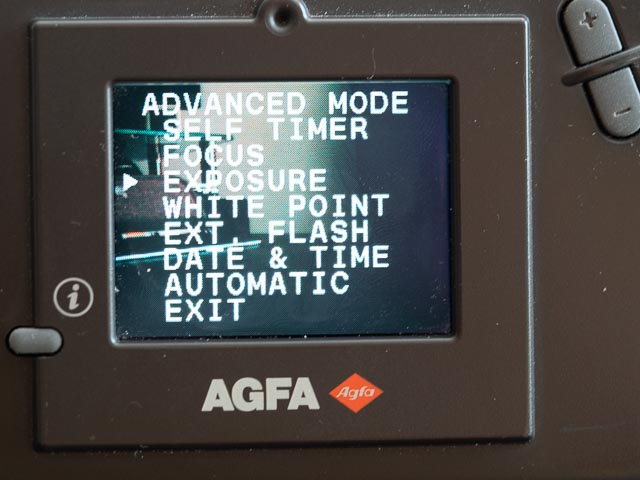 ADVANCED MODE
SELF TIMER
FOCUS
EXPOSURE
WHITE POINT
EXT. FLASH
DATE & TIME
AUTOMATIC
EXIT
+
-
i
AGFA
Agfa